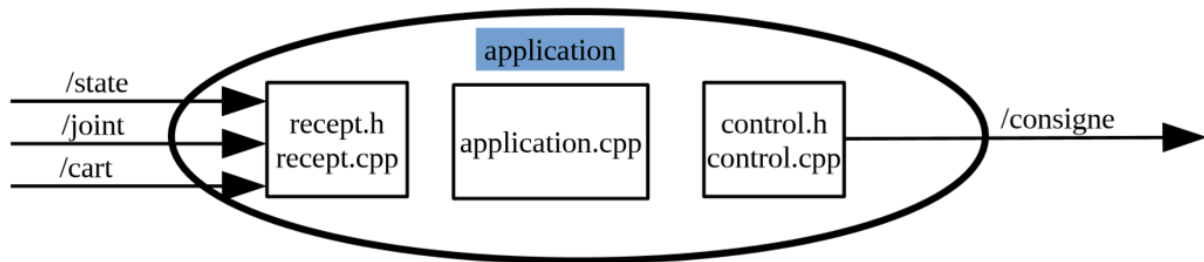 application
/state
/joint
/cart
recept.h
recept.cpp
application.cpp
control.h
control.cpp
/consigne